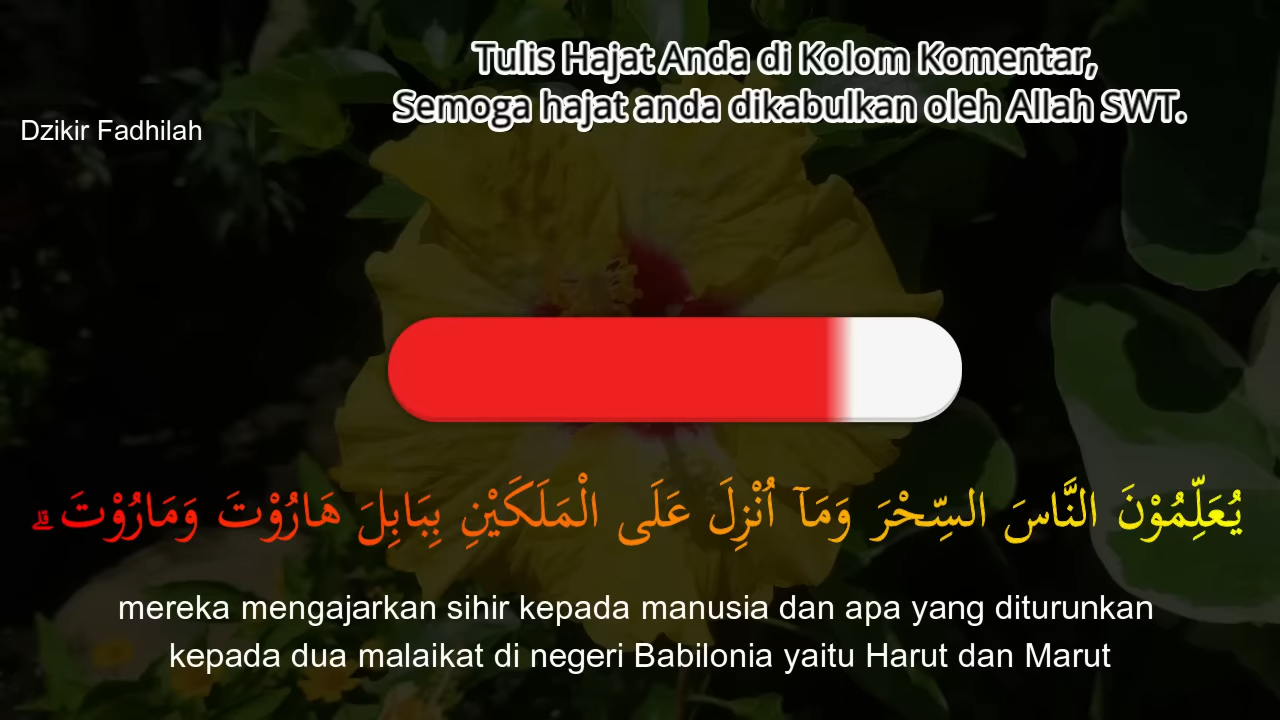 Tulis Hajat Anda di Kolom Komentar,
Semoga hajat anda dikabulkan oleh Allah SWT.
Dzikir Fadhilah
يُعَلِّمُوْنَ النَّاسَ السِّحْرَ وَمَآ اُنْزِلَ عَلَى الْمَلَكَيْنِ بِبَابِلَ هَارُوْتَ وَمَارُوْتَ ۗ
mereka mengajarkan sihir kepada manusia dan apa yang diturunkan
kepada dua malaikat di negeri Babilonia yaitu Harut dan Marut